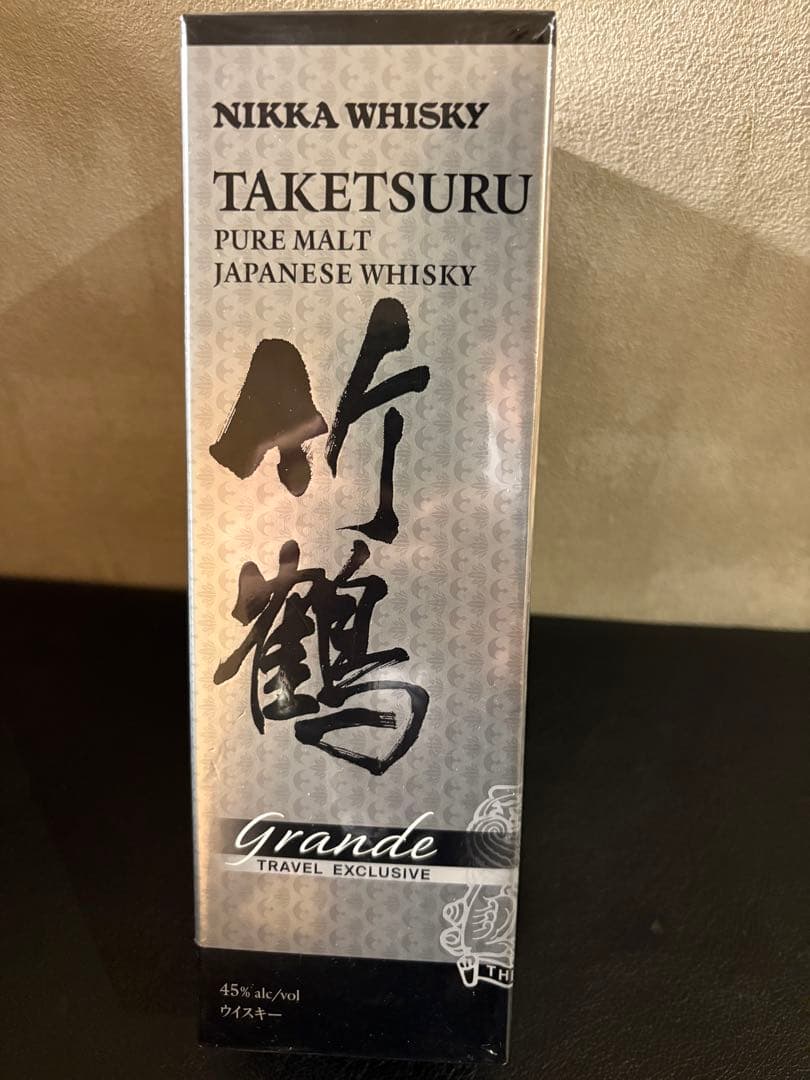 NIKKA WHISKY
TAKETSURU
PURE MALT
JAPANESE WHISKY
竹
鶴
Grande
TRAVEL EXCLUSIVE
TH
45% alc/vol
ウイスキー